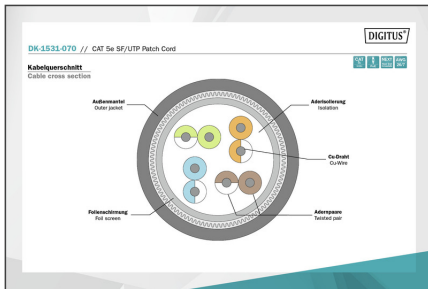 DIGITUS®
DK-1531-070 // CAT 5e SF/UTP Patch Cord
Kabelquerschnitt
Cable cross section
Außenmantel
Outer jacket
Aderisolierung
Isolation
Cu-Draht
Cu-Wire
Folienschirmung
Foil screen
Adernpaare
Twisted pair